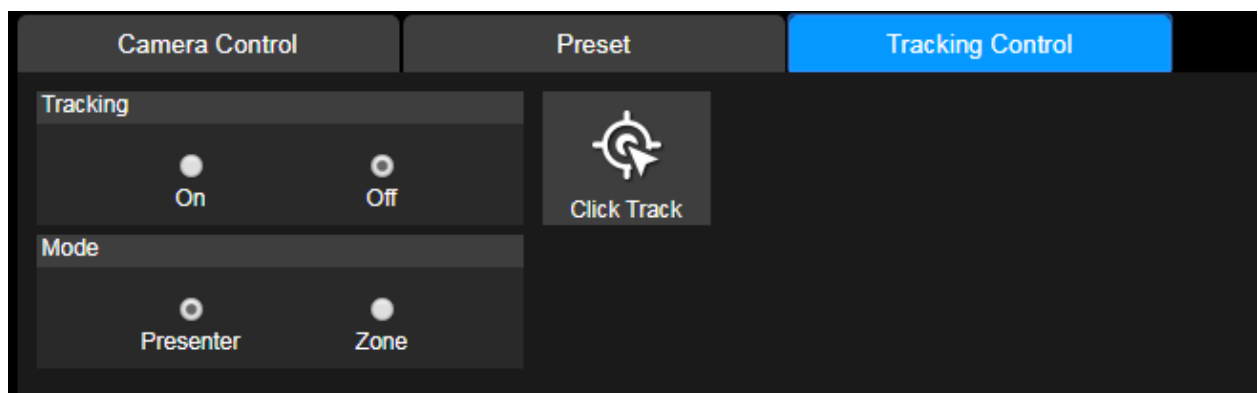 Camera Control
Preset
Tracking Control
Tracking
On
Off
Click Track
Mode
Presenter
Zone